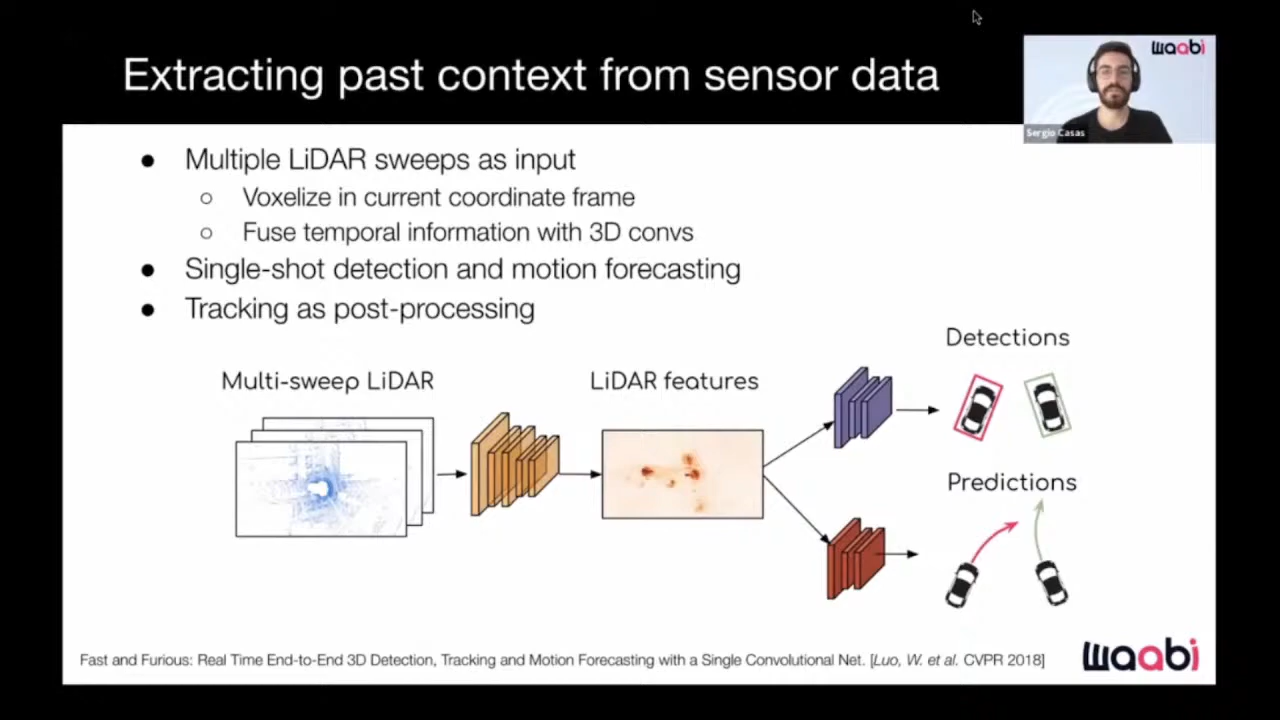 Extracting past context from sensor data
waabi
Sergio Casas
● Multiple LiDAR sweeps as input
○ Voxelize in current coordinate frame
○ Fuse temporal information with 3D convs
● Single-shot detection and motion forecasting
● Tracking as post-processing
Multi-sweep LiDAR
LiDAR features
Detections
Predictions
Fast and Furious: Real Time End-to-End 3D Detection, Tracking and Motion Forecasting with a Single Convolutional Net. [Luo, W. et al. CVPR 2018]
waabi